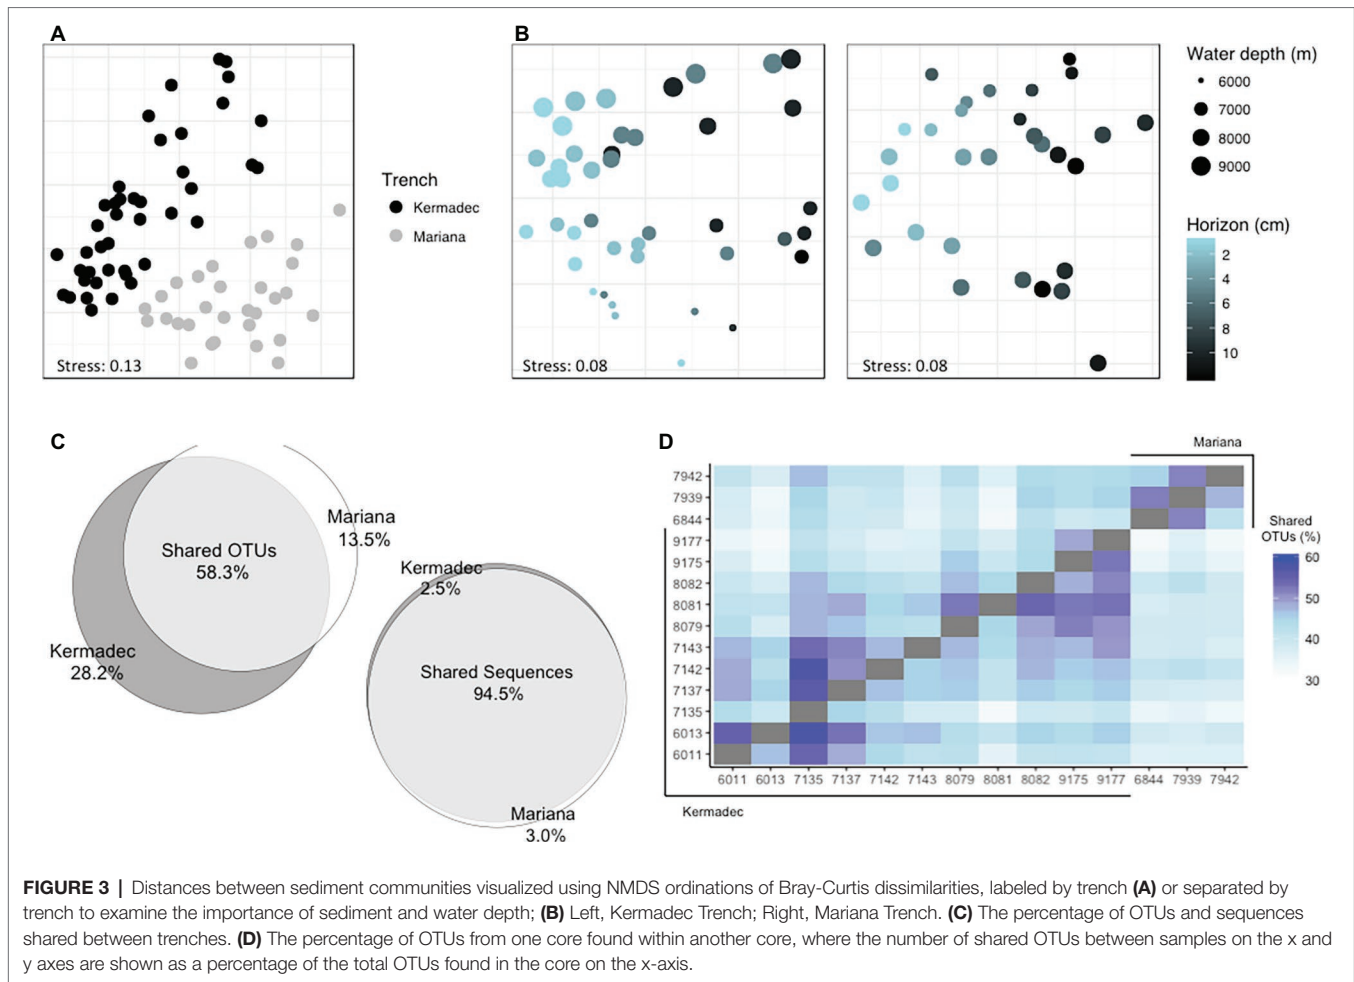 A
Stress: 0.13
Trench
Kermadec
Mariana
B
Stress: 0.08
Stress: 0.08
Water depth (m)
6000
7000
8000
9000
Horizon (cm)
2
4
6
8
10
C
Shared OTUs
58.3%
Mariana
13.5%
Kermadec
28.2%
Kermadec
2.5%
Shared Sequences
94.5%
Mariana
3.0%
D
Mariana
7942
7939
6844
9177
9175
8082
8081
8079
7143
7142
7137
7135
6013
6011
6011 6013 7135 7137 7142 7143 8079 8081 8082 9175 9177 6844 7939 7942
Kermadec
Shared
OTUs (%)
60
50
40
30
FIGURE 3 | Distances between sediment communities visualized using NMDS ordinations of Bray-Curtis dissimilarities, labeled by trench (A) or separated by
trench to examine the importance of sediment and water depth; (B) Left, Kermadec Trench; Right, Mariana Trench. (C) The percentage of OTUs and sequences
shared between trenches. (D) The percentage of OTUs from one core found within another core, where the number of shared OTUs between samples on the x and
y axes are shown as a percentage of the total OTUs found in the core on the x-axis.